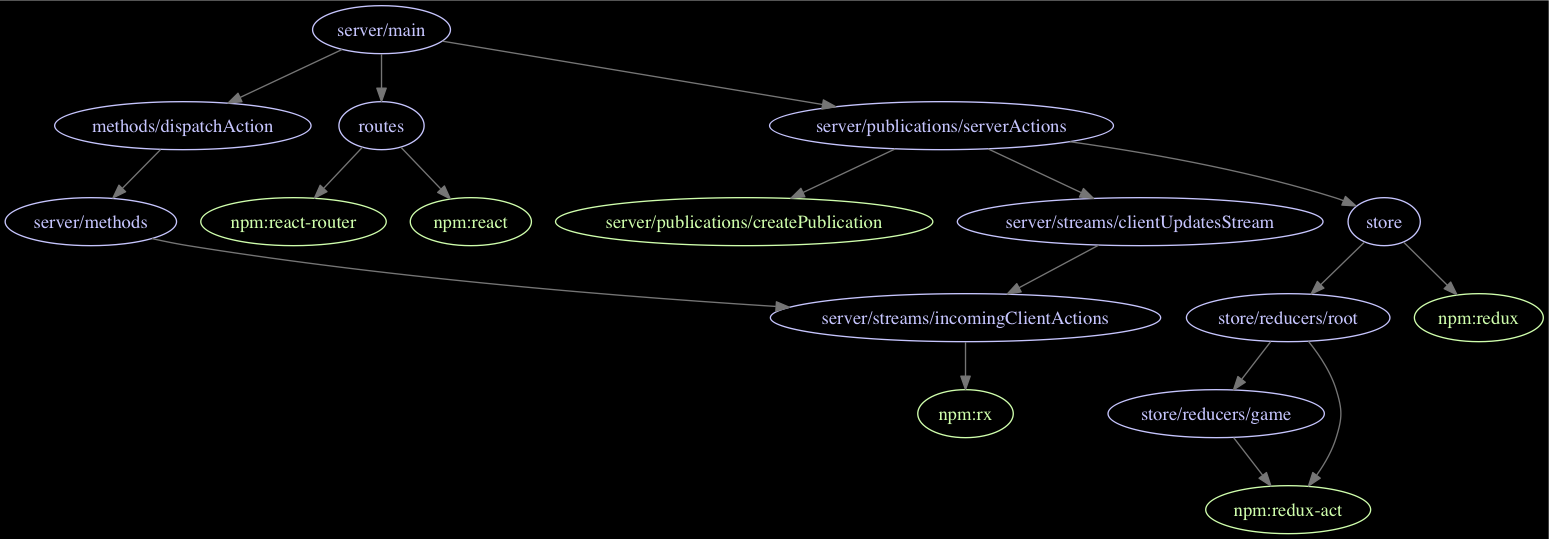 server/main
methods/dispatchAction
routes
server/publications/serverActions
server/methods
npm:react-router
npm:react
server/publications/createPublication
server/streams/clientUpdatesStream
store
server/streams/incomingClientActions
store/reducers/root
npm:redux
npm:rx
store/reducers/game
npm:redux-act